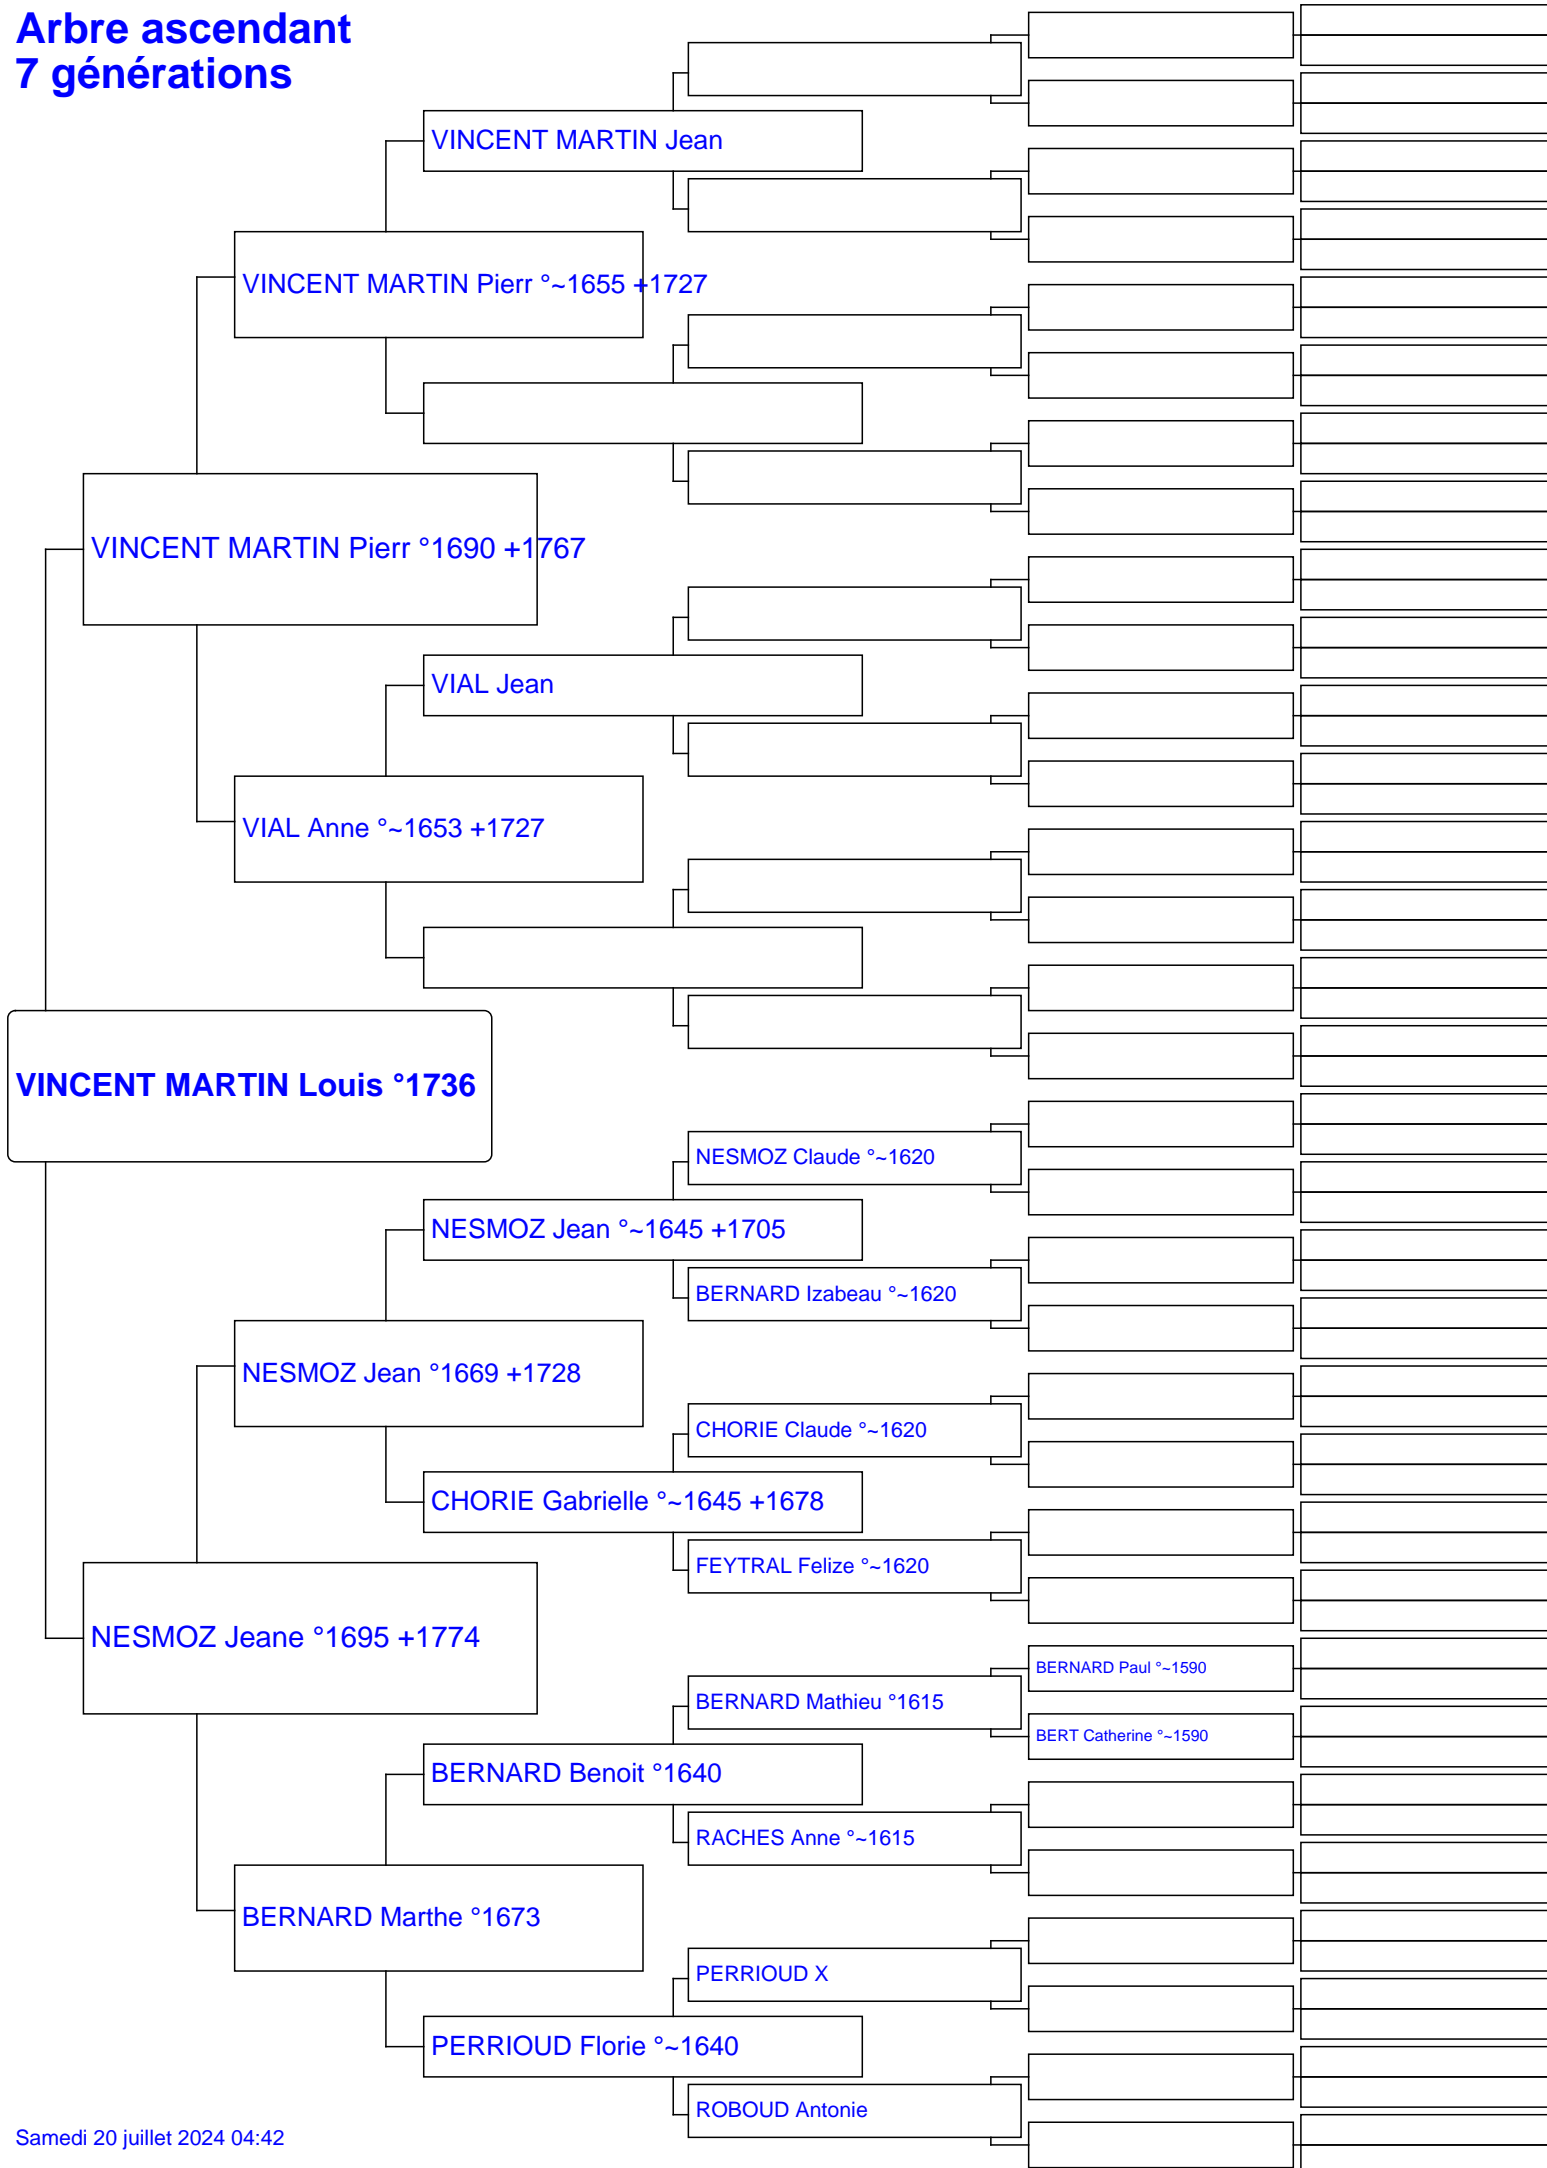 Arbre ascendant
7 générations
VINCENT MARTIN Jean
VINCENT MARTIN Pierr °~1655 +1727
VINCENT MARTIN Pierr °1690 +1767
VIAL Jean
VIAL Anne °~1653 +1727
VINCENT MARTIN Louis °1736
NESMOZ Claude °~1620
NESMOZ Jean °~1645 +1705
BERNARD Izabeau °~1620
NESMOZ Jean °1669 +1728
CHORIE Claude °~1620
CHORIE Gabrielle °~1645 +1678
FEYTRAL Felize °~1620
NESMOZ Jeane °1695 +1774
BERNARD Paul °~1590
BERNARD Mathieu °1615
BERT Catherine °~1590
BERNARD Benoit °1640
RACHES Anne °~1615
BERNARD Marthe °1673
PERRIOUD X
PERRIOUD Florie °~1640
ROBOUD Antonie
Samedi 20 juillet 2024 04:42